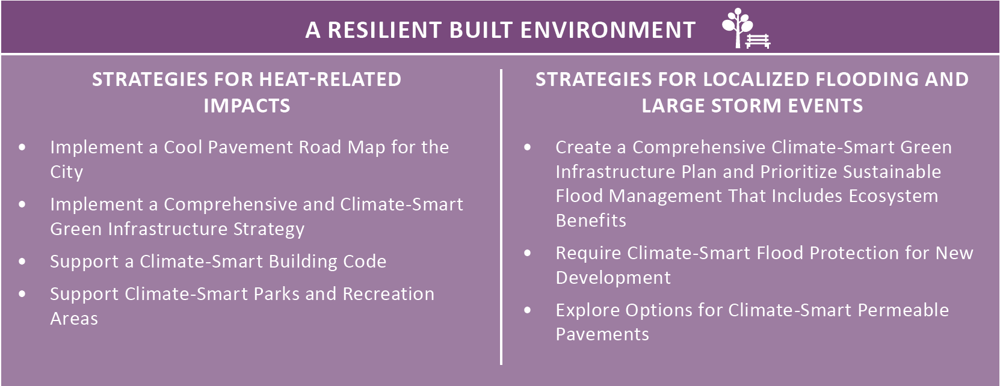 A RESILIENT BUILT ENVIRONMENT
STRATEGIES FOR HEAT-RELATED
IMPACTS
• Implement a Cool Pavement Road Map for the
City
• Implement a Comprehensive and Climate-Smart
Green Infrastructure Strategy
• Support a Climate-Smart Building Code
• Support Climate-Smart Parks and Recreation
Areas
STRATEGIES FOR LOCALIZED FLOODING AND
LARGE STORM EVENTS
• Create a Comprehensive Climate-Smart Green
Infrastructure Plan and Prioritize Sustainable
Flood Management That Includes Ecosystem
Benefits
• Require Climate-Smart Flood Protection for New
Development
• Explore Options for Climate-Smart Permeable
Pavements